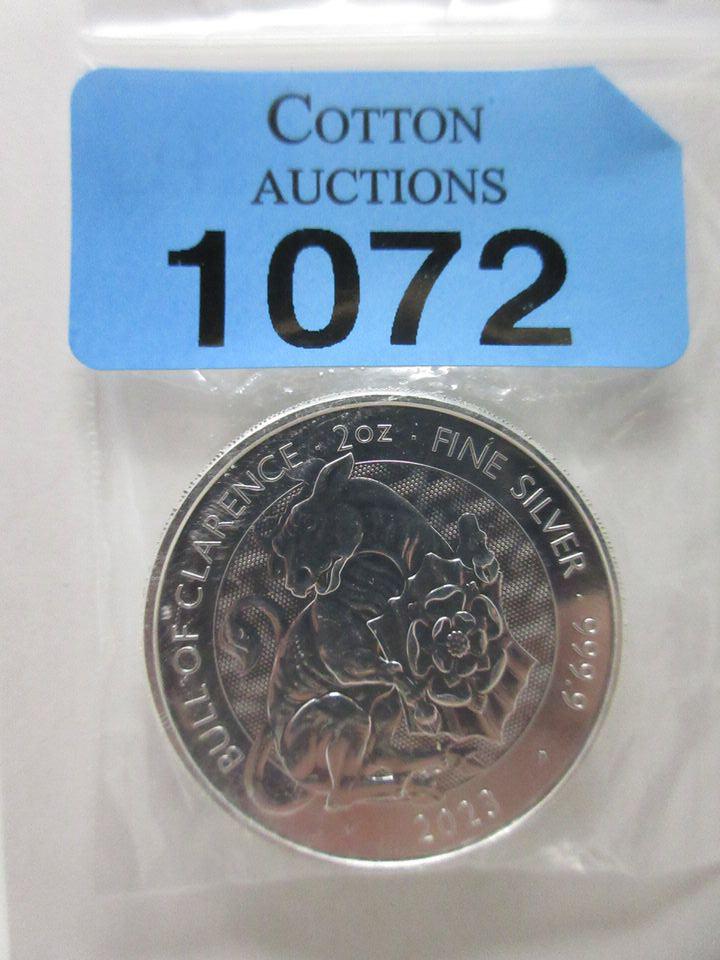 COTTON
AUCTIONS
1072
BULL OF CLARENCE · 2OZ · FINE SILVER · 999.9 · 2023